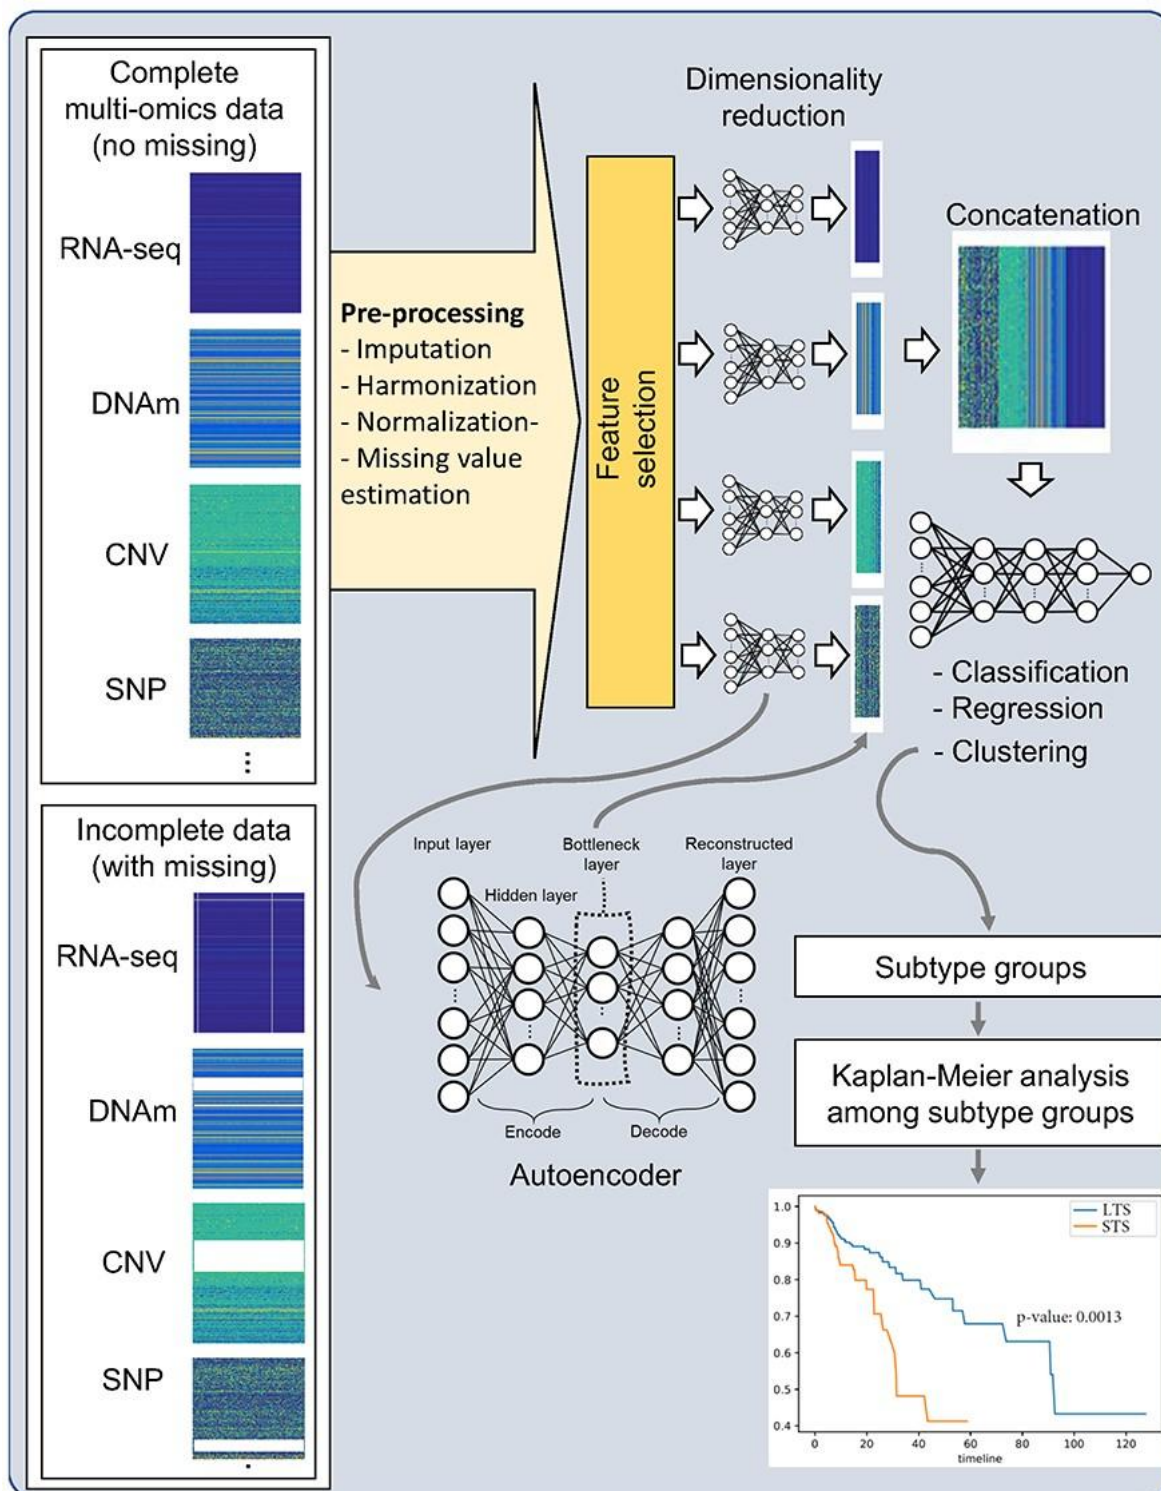 Complete
multi-omics data
(no missing)
RNA-seq
DNAm
CNV
SNP
⋮
Incomplete data
(with missing)
RNA-seq
DNAm
CNV
SNP
Pre-processing
- Imputation
- Harmonization
- Normalization-
- Missing value
estimation
Feature
selection
Dimensionality
reduction
Concatenation
- Classification
- Regression
- Clustering
Input layer
Hidden layer
Bottleneck
layer
Reconstructed
layer
Encode
Decode
Autoencoder
Subtype groups
Kaplan-Meier analysis
among subtype groups
LTS
STS
p-value: 0.0013
1.0
0.9
0.8
0.7
0.6
0.5
0.4
0 20 40 60 80 100 120
timeline